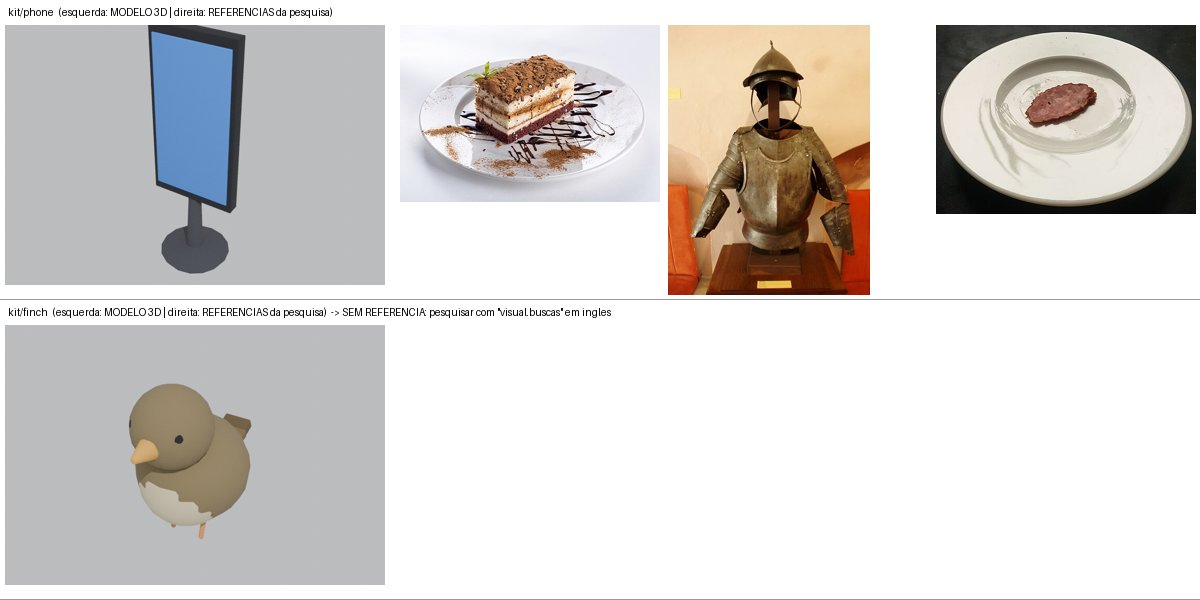 kit/phone (esquerda: MODELO 3D | direita: REFERENCIAS da pesquisa)
kit/finch (esquerda: MODELO 3D | direita: REFERENCIAS da pesquisa) -> SEM REFERENCIA: pesquisar com "visual.buscas" em ingles